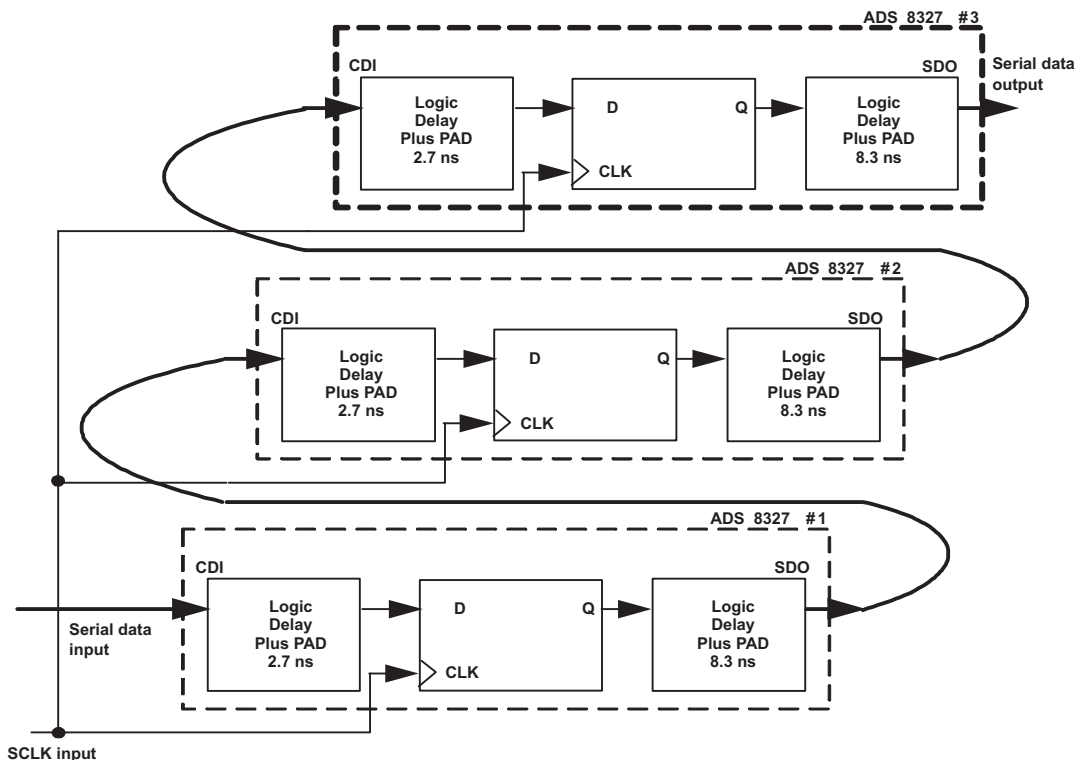 ADS 8327 #3
CDI
SDO
Serial data
output
Logic
Delay
Plus PAD
2.7 ns
D
Q
CLK
Logic
Delay
Plus PAD
8.3 ns
ADS 8327 #2
CDI
SDO
Logic
Delay
Plus PAD
2.7 ns
D
Q
CLK
Logic
Delay
Plus PAD
8.3 ns
ADS 8327 #1
CDI
SDO
Serial data
input
Logic
Delay
Plus PAD
2.7 ns
D
Q
CLK
Logic
Delay
Plus PAD
8.3 ns
SCLK input